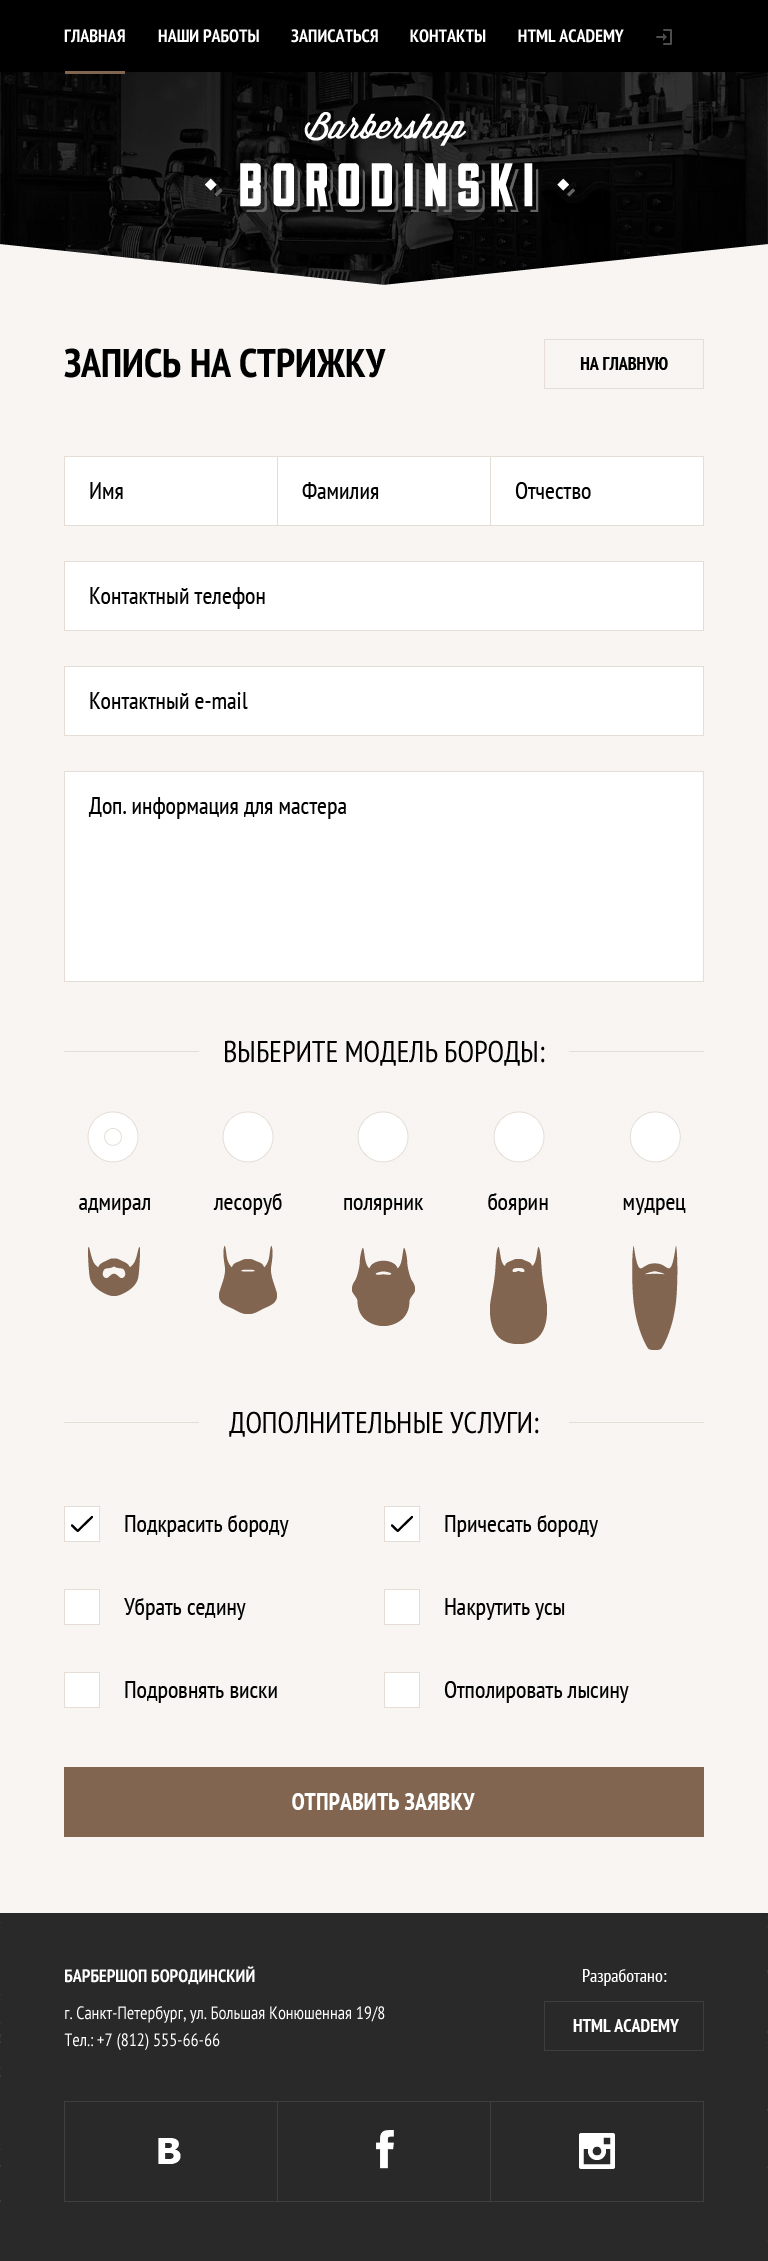 ГЛАВНАЯ НАШИ РАБОТЫ ЗАПИСАТЬСЯ КОНТАКТЫ HTML ACADEMY
Barbershop
BORODINSKI
ЗАПИСЬ НА СТРИЖКУ
НА ГЛАВНУЮ
Имя Фамилия Отчество
Контактный телефон
Контактный e-mail
Доп. информация для мастера
ВЫБЕРИТЕ МОДЕЛЬ БОРОДЫ:
адмирал лесоруб полярник боярин мудрец
ДОПОЛНИТЕЛЬНЫЕ УСЛУГИ:
Подкрасить бороду Причесать бороду
Убрать седину Накрутить усы
Подровнять виски Отполировать лысину
ОТПРАВИТЬ ЗАЯВКУ
БАРБЕРШОП БОРОДИНСКИЙ
г. Санкт-Петербург, ул. Большая Конюшенная 19/8
Тел.: +7 (812) 555-66-66
Разработано:
HTML ACADEMY